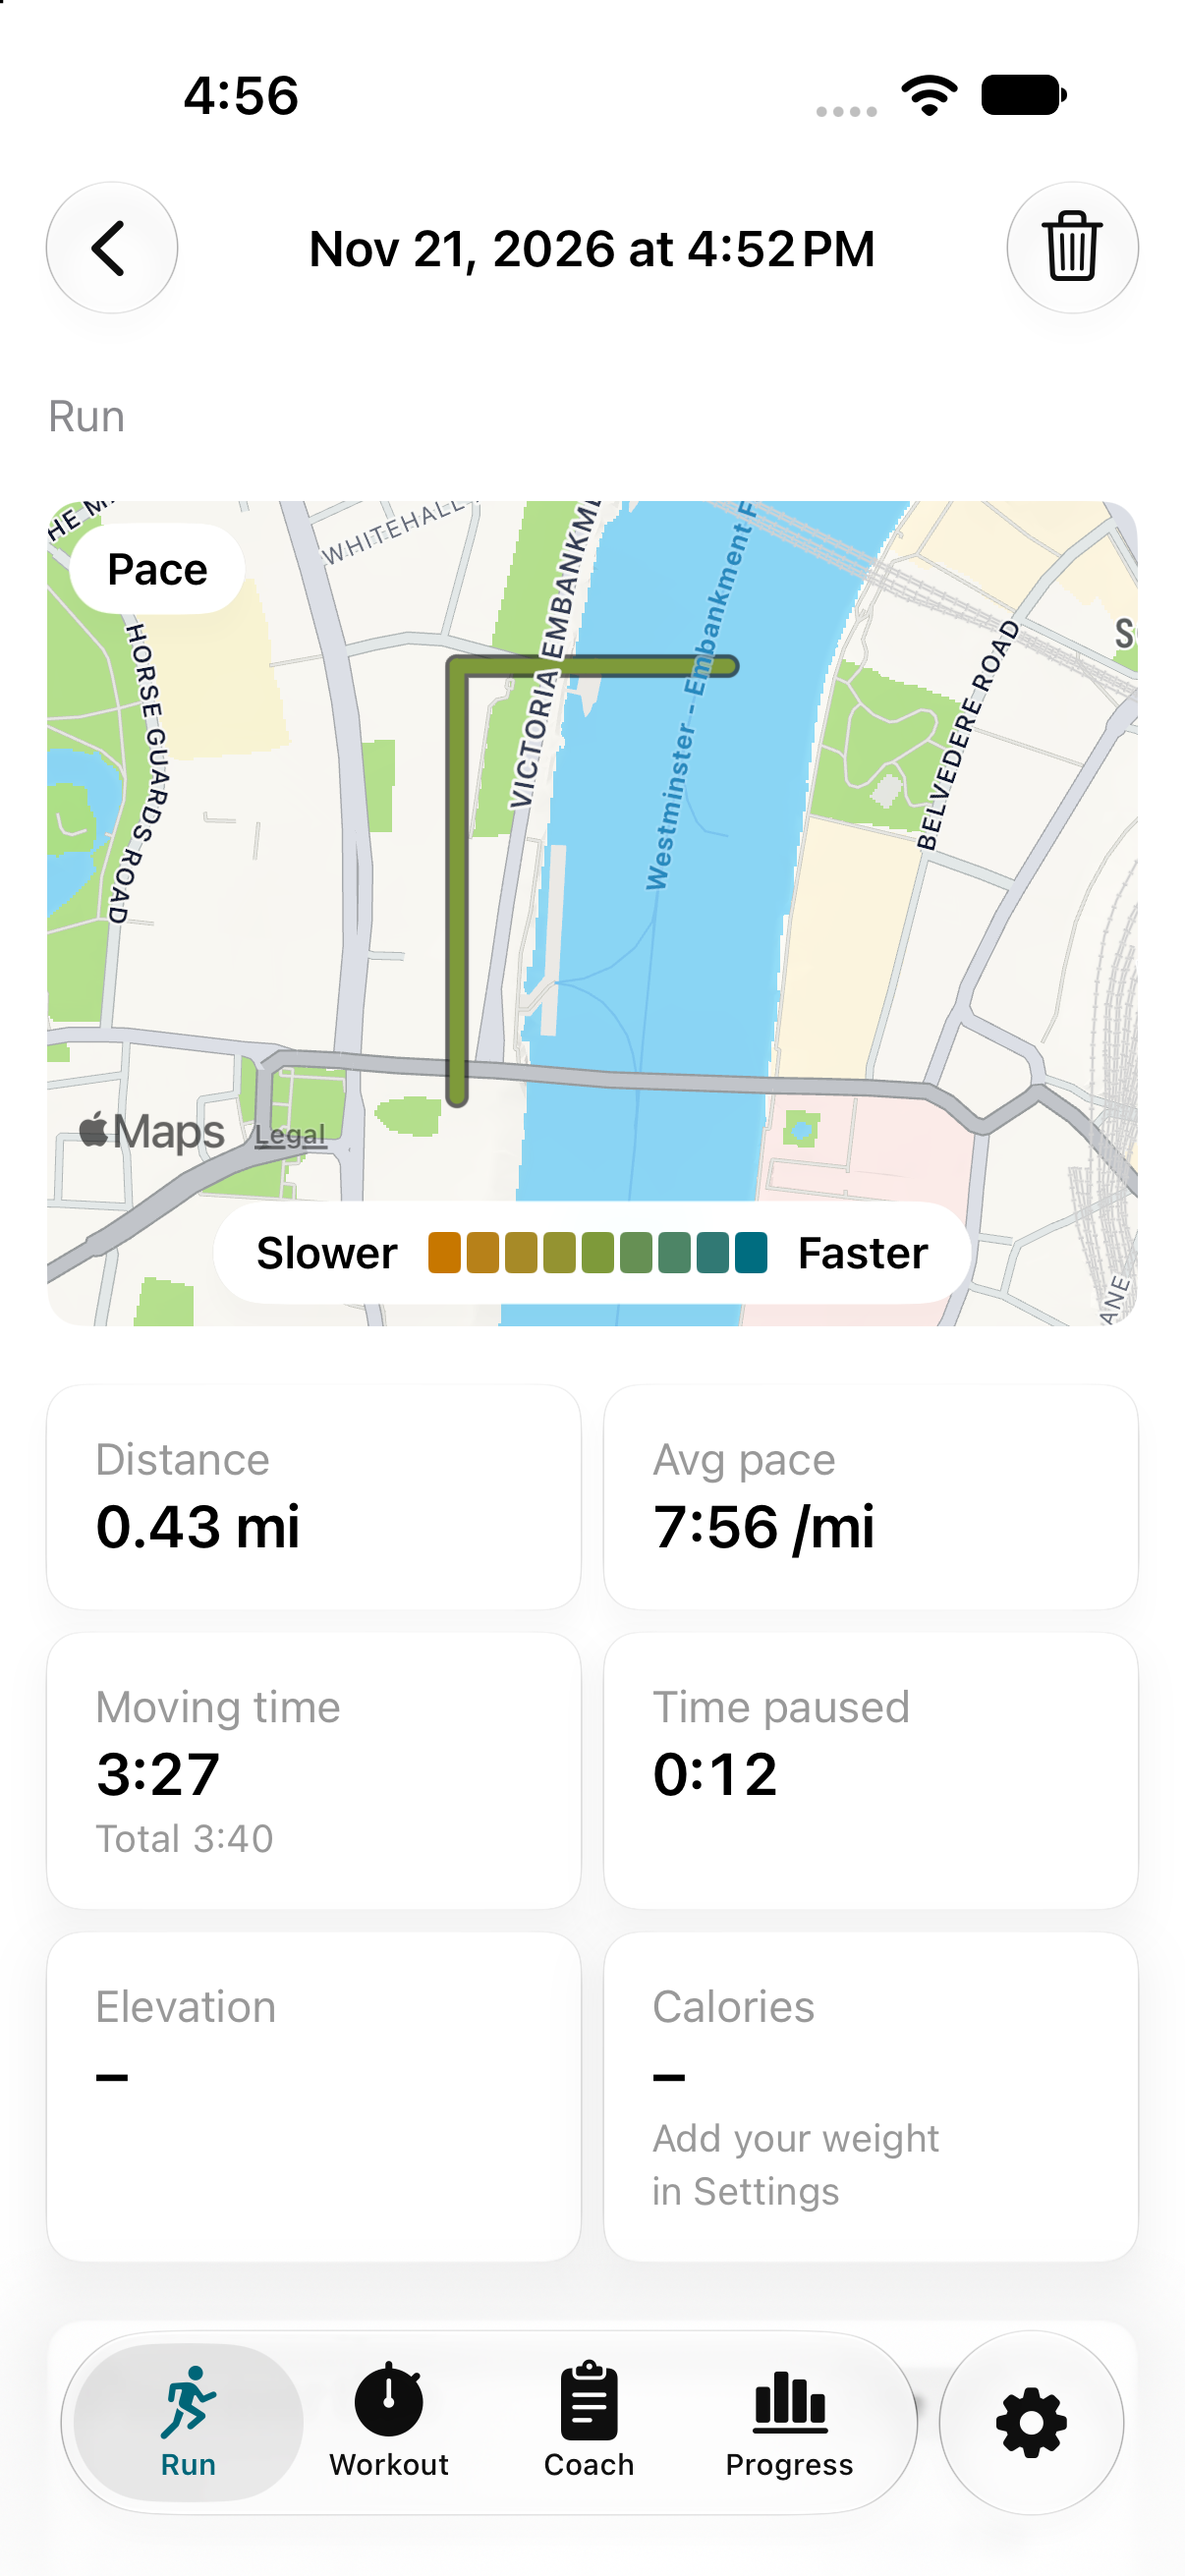 4:56
Nov 21, 2026 at 4:52 PM
Run
WHITEHALL
Pace
HORSE GUARDS ROAD
VICTORIA EMBANKME
Westminster - Embankment F
BELVEDERE ROAD
S
Maps
Legal
Slower
Faster
ANE
Distance
0.43 mi
Avg pace
7:56 /mi
Moving time
3:27
Total 3:40
Time paused
0:12
Elevation
–
Calories
–
Add your weight
in Settings
Run
Workout
Coach
Progress